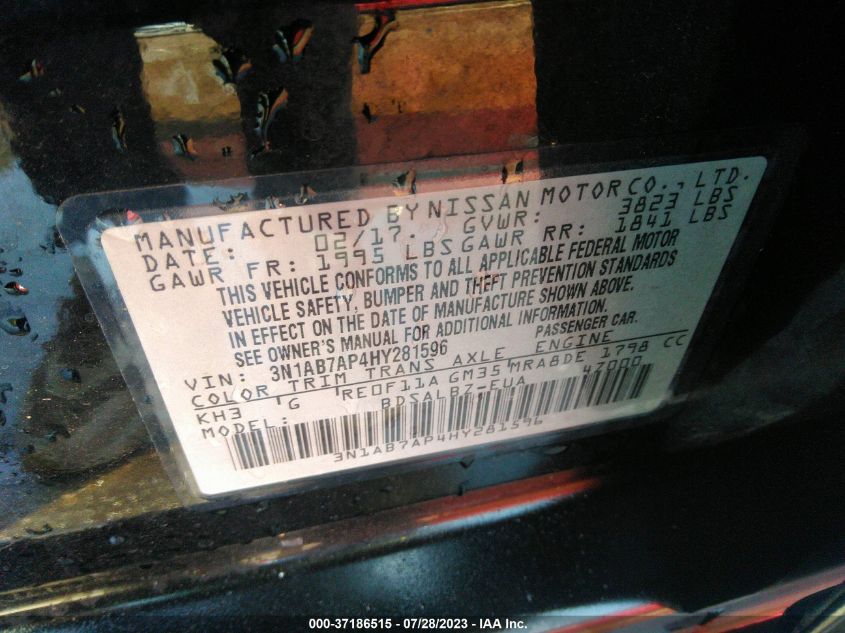 MANUFACTURED BY NISSAN MOTOR CO., LTD.
DATE: 02/17. GVWR: 3823 LBS
GAWR FR: 1995 LBS GAWR RR: 1841 LBS
THIS VEHICLE CONFORMS TO ALL APPLICABLE FEDERAL MOTOR
VEHICLE SAFETY, BUMPER AND THEFT PREVENTION STANDARDS
IN EFFECT ON THE DATE OF MANUFACTURE SHOWN ABOVE.
SEE OWNER'S MANUAL FOR ADDITIONAL INFORMATION.
VIN: 3N1AB7AP4HY281596 PASSENGER CAR.
COLOR TRIM TRANS AXLE ENGINE
KH3 G RE0F11A GM35 MRA8DE 1798 CC
MODEL: BDSALB7-EUA 47000
3N1AB7AP4HY281596
000-37186515 / 07/28/2023 - IAA Inc.